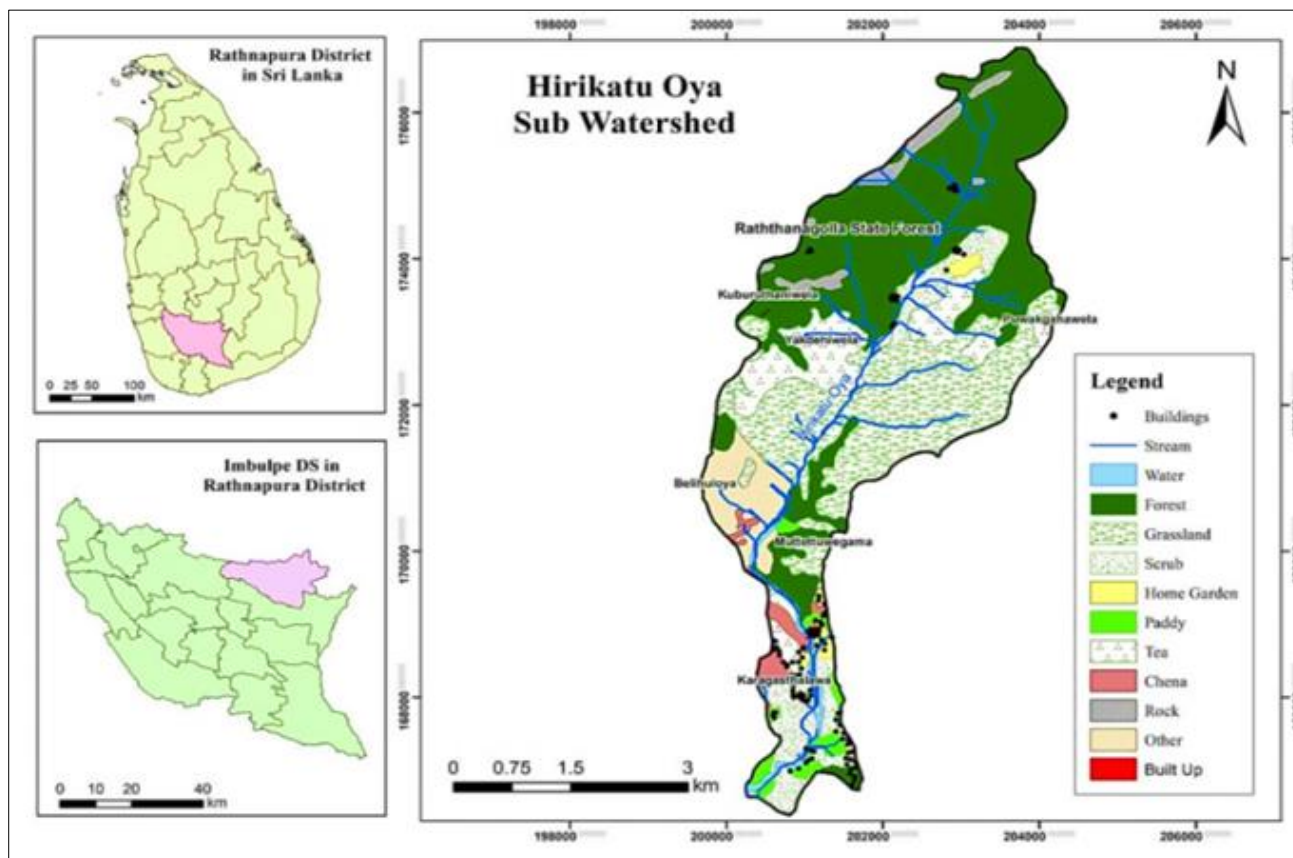 Rathnapura District
in Sri Lanka
0 25 50 100
km
Imbulpe DS in
Rathnapura District
0 20 40
km
198000 200000 202000 204000 206000
Hirikatu Oya
Sub Watershed
N
176000
174000
172000
170000
168000
Raththanagolla State Forest
Kuburumaniwela
Puwakgahawela
Yakdehiwela
Hirikatu Oya
Belihuloya
Muttettuwegama
Karagasthalawa
0 0.75 1.5 3
km
Legend
Buildings
Stream
Water
Forest
Grassland
Scrub
Home Garden
Paddy
Tea
Chena
Rock
Other
Built Up
198000 200000 202000 204000 206000